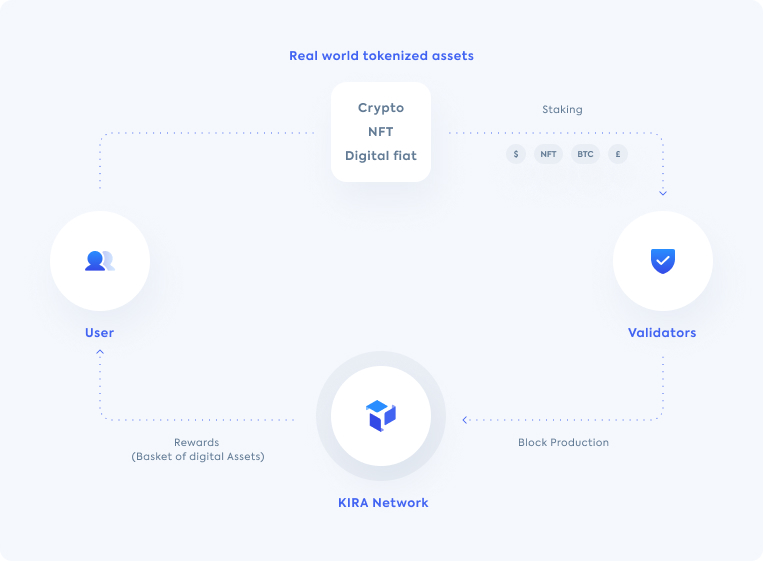 Real world tokenized assets
Crypto
NFT
Digital fiat
Staking
$ NFT BTC £
User
Validators
Rewards
(Basket of digital Assets)
Block Production
KIRA Network